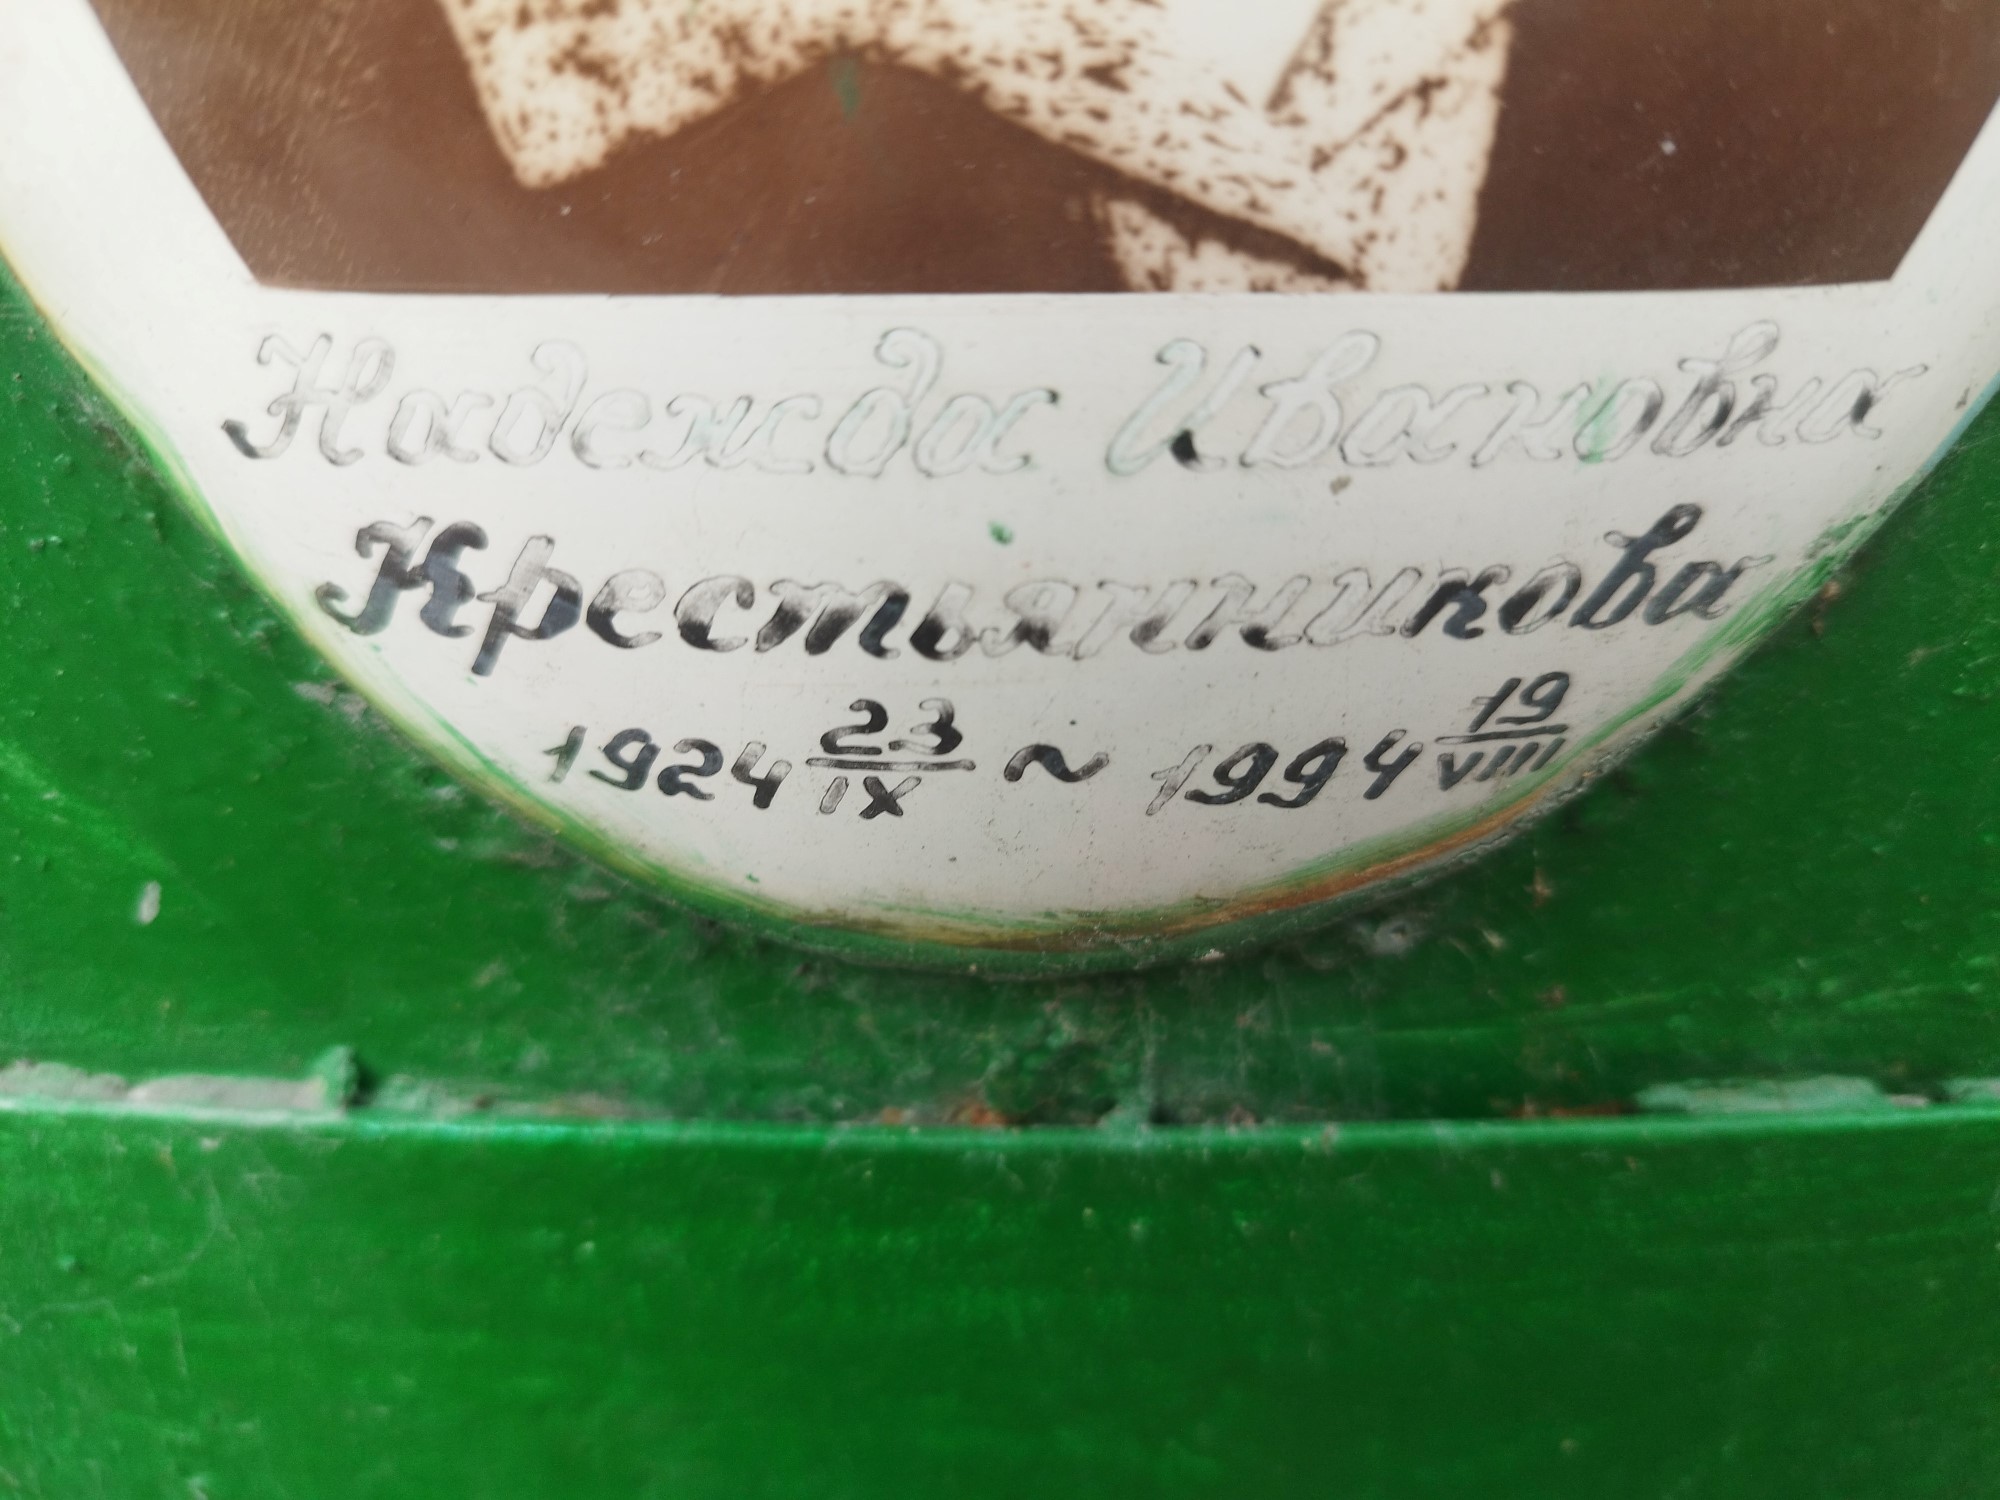 Надежда Ивановна
Крестьянникова
1924 23/IX ~ 1994 19/VIII